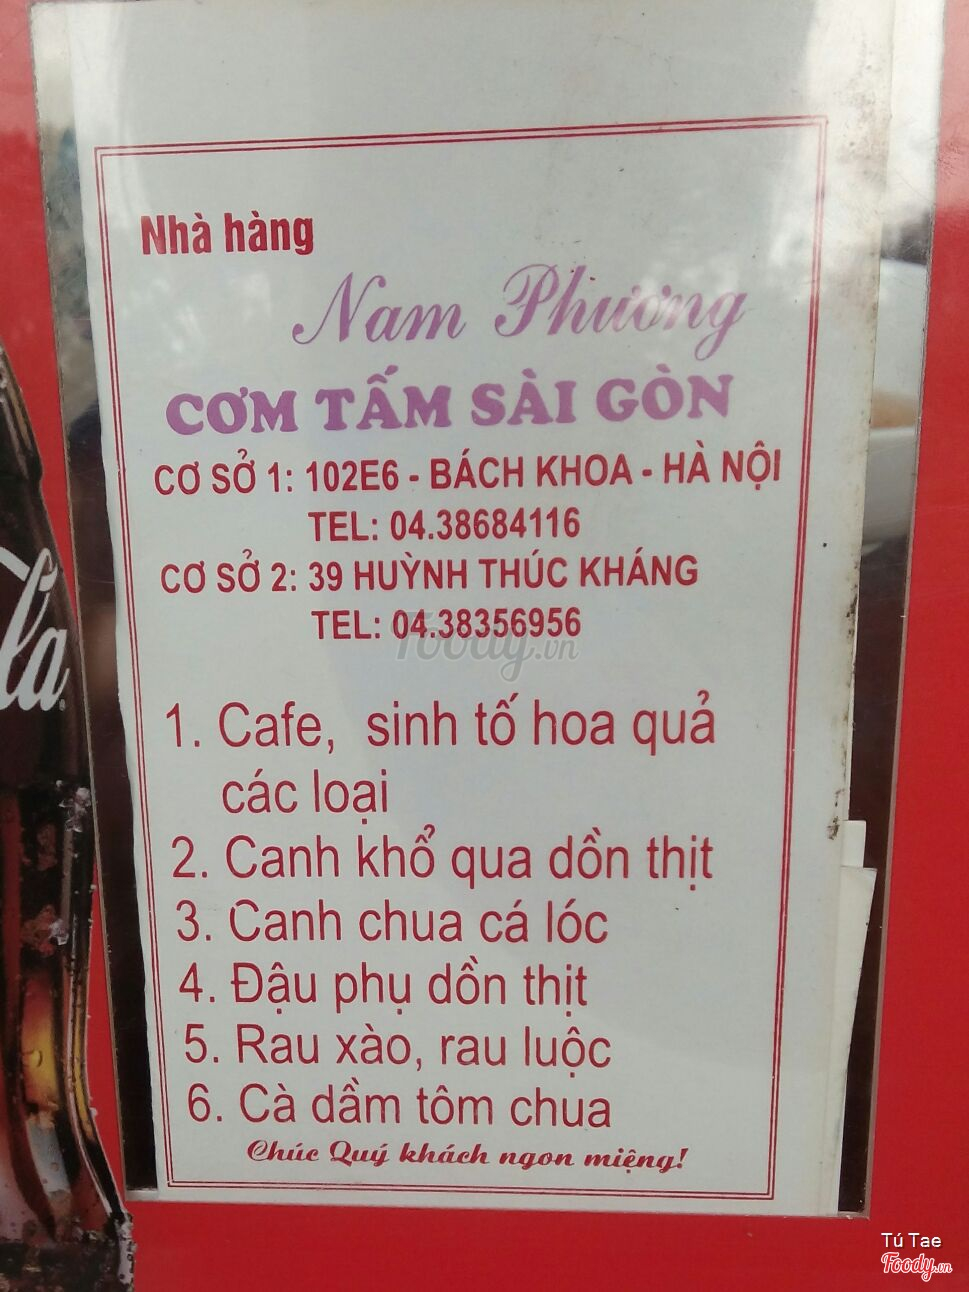 Nhà hàng
Nam Phương
CƠM TẤM SÀI GÒN
CƠ SỞ 1: 102E6 - BÁCH KHOA - HÀ NỘI
TEL: 04.38684116
CƠ SỞ 2: 39 HUỲNH THÚC KHÁNG
TEL: 04.38356956
Foody.vn
la
1. Cafe, sinh tố hoa quả
các loại
2. Canh khổ qua dồn thịt
3. Canh chua cá lóc
4. Đậu phụ dồn thịt
5. Rau xào, rau luộc
6. Cà dầm tôm chua
Chúc Quý khách ngon miệng!
Tú Tae
Foody.vn